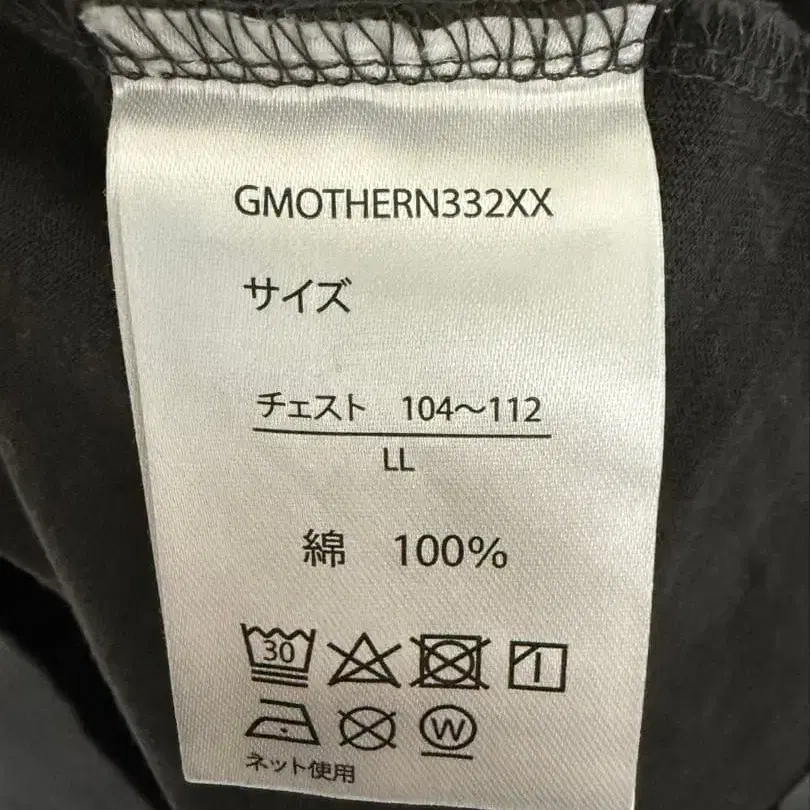 GMOTHERN332XX
サイズ
チェスト 104〜112
LL
綿 100%
30
W
ネット使用